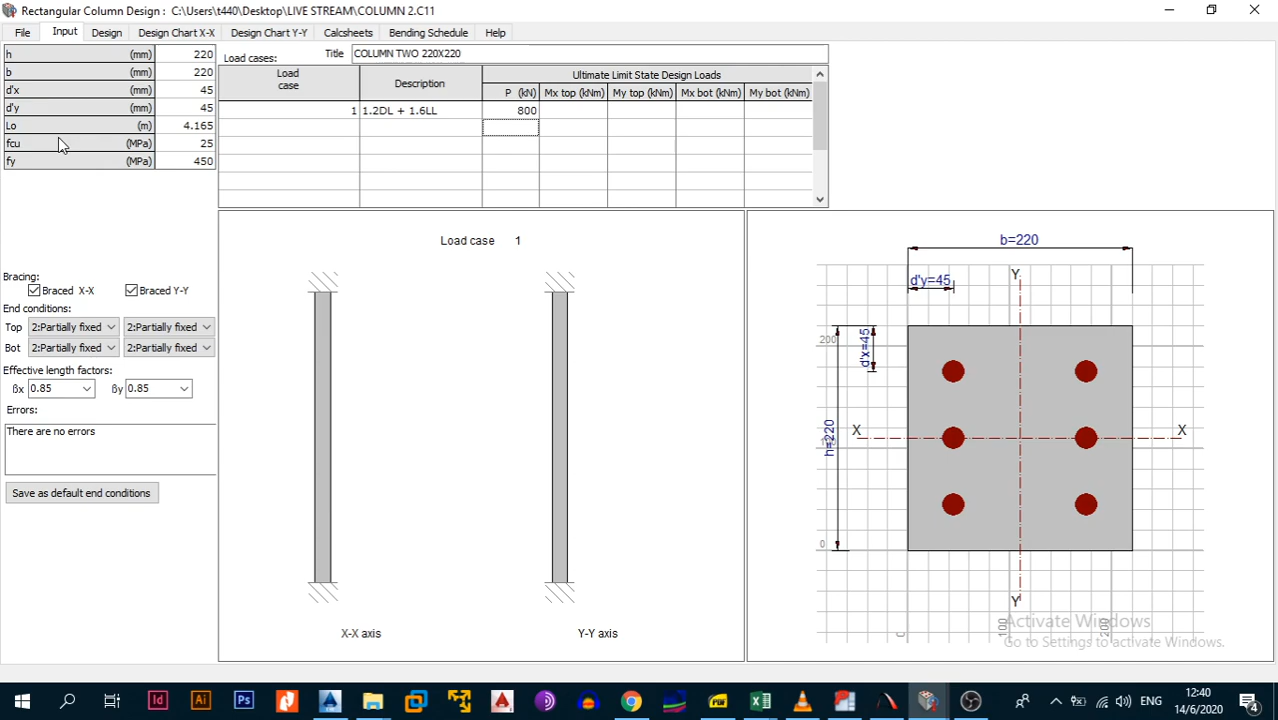 Rectangular Column Design : C:\Users\t440\Desktop\LIVE STREAM\COLUMN 2.C11
File Input Design Design Chart X-X Design Chart Y-Y Calcsheets Bending Schedule Help
h (mm) 220
b (mm) 220
d'x (mm) 45
d'y (mm) 45
Lo (m) 4.165
fcu (MPa) 25
fy (MPa) 450
Load cases: Title COLUMN TWO 220X220
Load case Description Ultimate Limit State Design Loads
P (kN) Mx top (kNm) My top (kNm) Mx bot (kNm) My bot (kNm)
1 1.2DL + 1.6LL 800
Bracing:
Braced X-X Braced Y-Y
End conditions:
Top 2:Partially fixed 2:Partially fixed
Bot 2:Partially fixed 2:Partially fixed
Effective length factors:
βx 0.85 βy 0.85
Errors:
There are no errors
Save as default end conditions
Load case 1
X-X axis Y-Y axis
b=220
d'y=45
d'x=45
h=220
Y
X X
Y
200
0
0 100
Activate Windows
Go to Settings to activate Windows.
Id Ai Ps PDF
ENG
12:40
14/6/2020
4